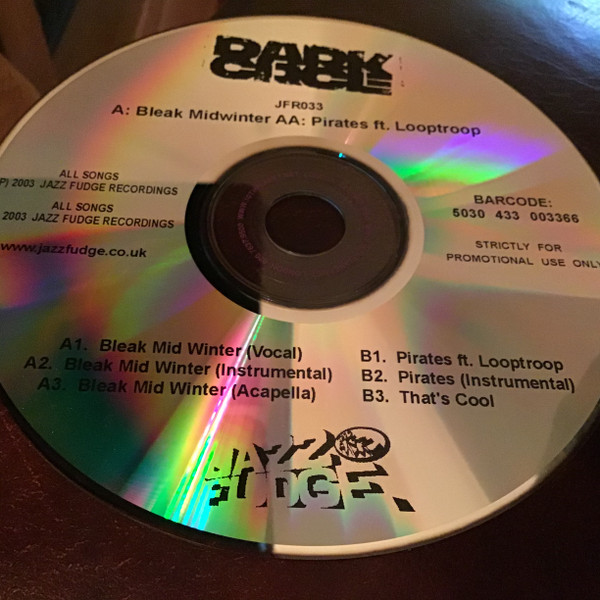 DARK
CIRCLE
JFR033
A: Bleak Midwinter AA: Pirates ft. Looptroop
ALL SONGS
P) 2003 JAZZ FUDGE RECORDINGS
ALL SONGS
2003 JAZZ FUDGE RECORDINGS
www.jazzfudge.co.uk
BARCODE:
5030 433 003366
STRICTLY FOR
PROMOTIONAL USE ONLY
A1. Bleak Mid Winter (Vocal)
A2. Bleak Mid Winter (Instrumental)
A3. Bleak Mid Winter (Acapella)
B1. Pirates ft. Looptroop
B2. Pirates (Instrumental)
B3. That's Cool
JAZZ
FUDGE.